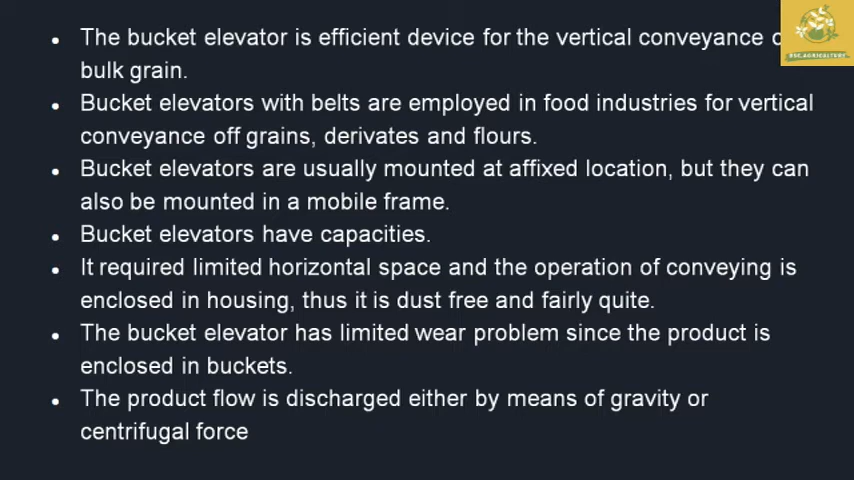 • The bucket elevator is efficient device for the vertical conveyance
bulk grain.
• Bucket elevators with belts are employed in food industries for vertical
conveyance off grains, derivates and flours.
• Bucket elevators are usually mounted at affixed location, but they can
also be mounted in a mobile frame.
• Bucket elevators have capacities.
• It required limited horizontal space and the operation of conveying is
enclosed in housing, thus it is dust free and fairly quite.
• The bucket elevator has limited wear problem since the product is
enclosed in buckets.
• The product flow is discharged either by means of gravity or
centrifugal force